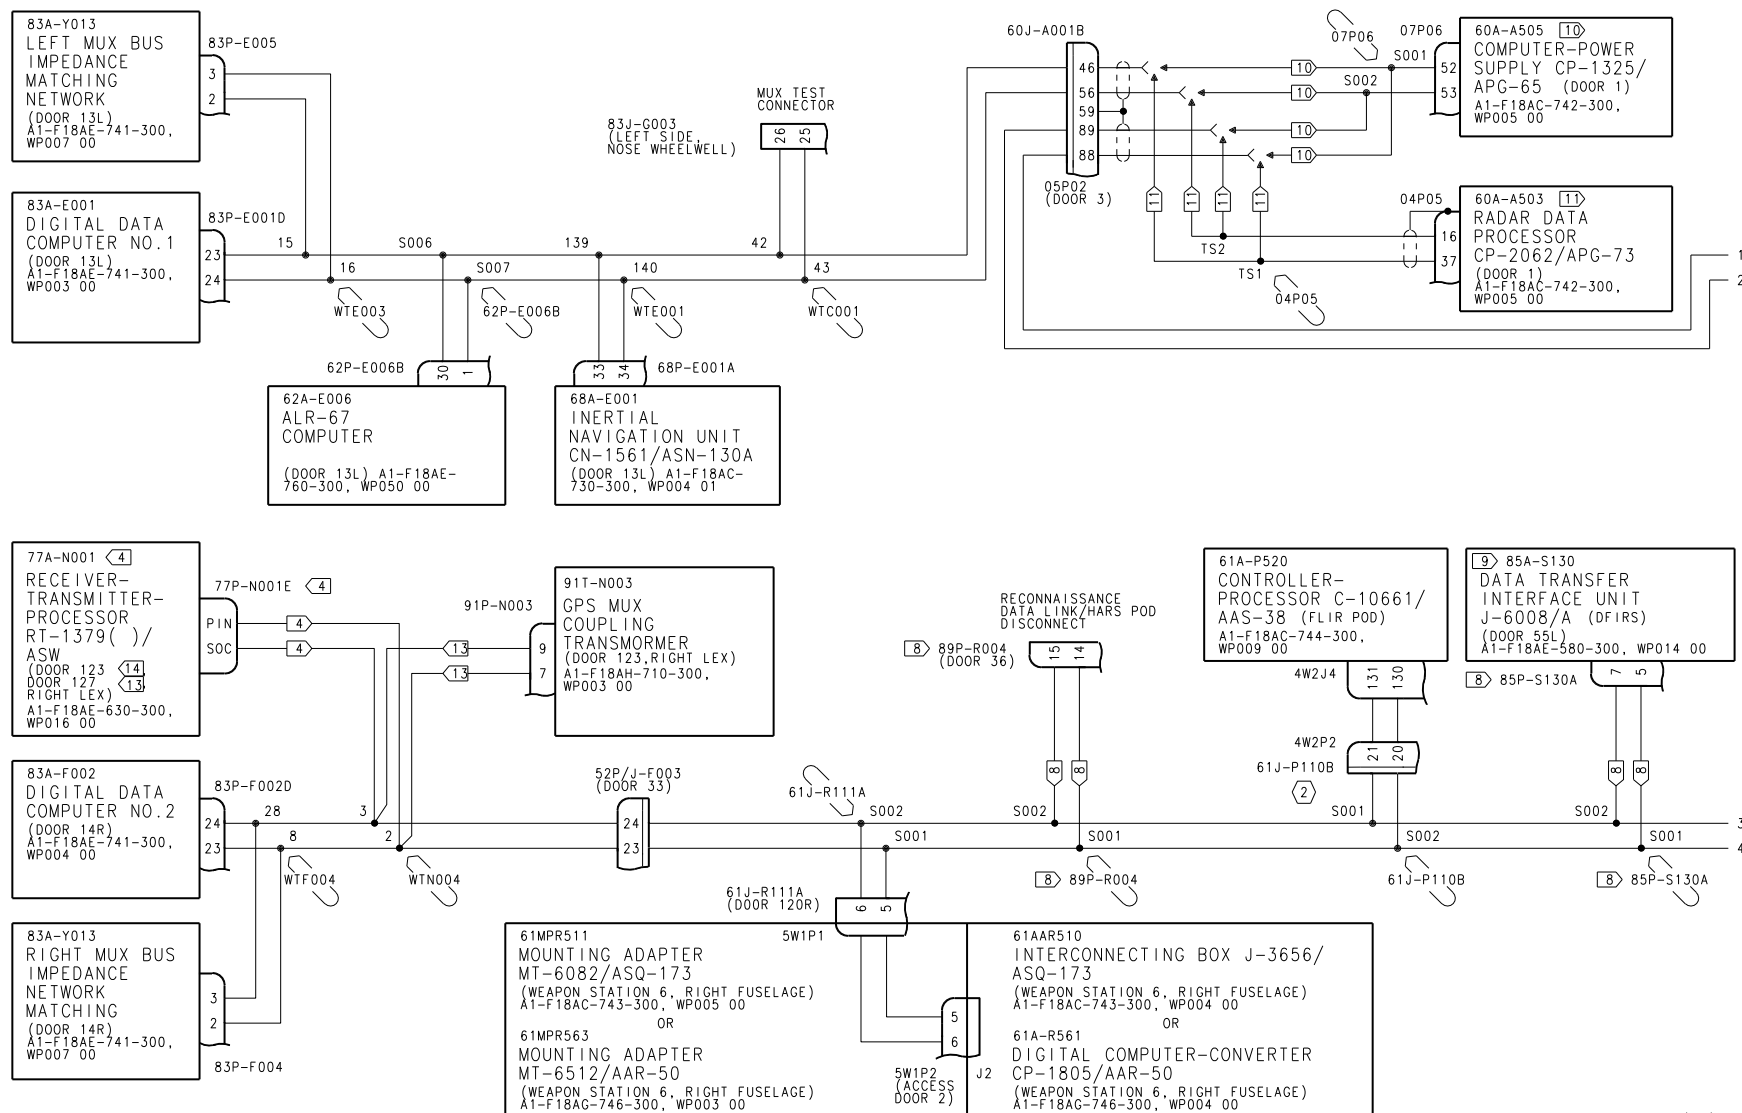 83A-Y013
LEFT MUX BUS
IMPEDANCE
MATCHING
NETWORK
(DOOR 13L)
A1-F18AE-741-300,
WP007 00
83P-E005
3
2
83A-E001
DIGITAL DATA
COMPUTER NO.1
(DOOR 13L)
A1-F18AE-741-300,
WP003 00
83P-E001D
23
24
15
16
S006
S007
139
140
42
43
WTE003
62P-E006B
WTE001
WTC001
MUX TEST
CONNECTOR
83J-G003
(LEFT SIDE,
NOSE WHEELWELL)
26
25
62P-E006B
30
1
62A-E006
ALR-67
COMPUTER
(DOOR 13L) A1-F18AE-
760-300, WP050 00
33
34
68P-E001A
68A-E001
INERTIAL
NAVIGATION UNIT
CN-1561/ASN-130A
(DOOR 13L) A1-F18AC-
730-300, WP004 01
60J-A001B
46
56
59
89
88
05P02
(DOOR 3)
10
10
10
10
11
11
11
11
TS2
TS1
07P06
07P06
S001
S002
52
53
60A-A505 10
COMPUTER-POWER
SUPPLY CP-1325/
APG-65 (DOOR 1)
A1-F18AC-742-300,
WP005 00
04P05
16
37
04P05
60A-A503 11
RADAR DATA
PROCESSOR
CP-2062/APG-73
(DOOR 1)
A1-F18AC-742-300,
WP005 00
1
2
77A-N001 4
RECEIVER-
TRANSMITTER-
PROCESSOR
RT-1379( )/
ASW
(DOOR 123 14
DOOR 127 13
RIGHT LEX)
A1-F18AE-630-300,
WP016 00
77P-N001E 4
PIN
SOC
4
4
91P-N003
13
13
9
7
91T-N003
GPS MUX
COUPLING
TRANSMORMER
(DOOR 123,RIGHT LEX)
A1-F18AH-710-300,
WP003 00
83A-F002
DIGITAL DATA
COMPUTER NO.2
(DOOR 14R)
A1-F18AE-741-300,
WP004 00
83P-F002D
24
23
28
8
3
2
WTF004
WTN004
52P/J-F003
(DOOR 33)
24
23
83A-Y013
RIGHT MUX BUS
IMPEDANCE
NETWORK
MATCHING
(DOOR 14R)
A1-F18AE-741-300,
WP007 00
3
2
83P-F004
61J-R111A
S002
S001
61J-R111A
(DOOR 120R)
6
5
5W1P1
RECONNAISSANCE
DATA LINK/HARS POD
DISCONNECT
8 89P-R004
(DOOR 36)
15
14
8
8
S002
S001
8 89P-R004
61A-P520
CONTROLLER-
PROCESSOR C-10661/
AAS-38 (FLIR POD)
A1-F18AC-744-300,
WP009 00
4W2J4
131
130
4W2P2
61J-P110B
21
20
2
S001
S002
61J-P110B
9 85A-S130
DATA TRANSFER
INTERFACE UNIT
J-6008/A (DFIRS)
(DOOR 55L)
A1-F18AE-580-300, WP014 00
8 85P-S130A
7
5
8
8
S002
S001
8 85P-S130A
3
4
61MPR511
MOUNTING ADAPTER
MT-6082/ASQ-173
(WEAPON STATION 6, RIGHT FUSELAGE)
A1-F18AC-743-300, WP005 00
OR
61MPR563
MOUNTING ADAPTER
MT-6512/AAR-50
(WEAPON STATION 6, RIGHT FUSELAGE)
A1-F18AG-746-300, WP003 00
5
6
5W1P2
(ACCESS
DOOR 2)
J2
61AAR510
INTERCONNECTING BOX J-3656/
ASQ-173
(WEAPON STATION 6, RIGHT FUSELAGE)
A1-F18AC-743-300, WP004 00
OR
61A-R561
DIGITAL COMPUTER-CONVERTER
CP-1805/AAR-50
(WEAPON STATION 6, RIGHT FUSELAGE)
A1-F18AG-746-300, WP004 00